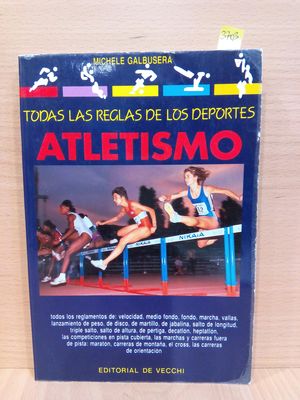 MICHELE GALBUSERA
TODAS LAS REGLAS DE LOS DEPORTES
ATLETISMO
NIKAIA
NIKAIA
todos los reglamentos de: velocidad, medio fondo, fondo, marcha, vallas,
lanzamiento de peso, de disco, de martillo, de jabalina, salto de longitud,
triple salto, salto de altura, de pértiga, decatlón, heptatlón,
las competiciones en pista cubierta, las marchas y carreras fuera
de pista: maratón, carreras de montaña, el cross, las carreras
de orientación
EDITORIAL DE VECCHI